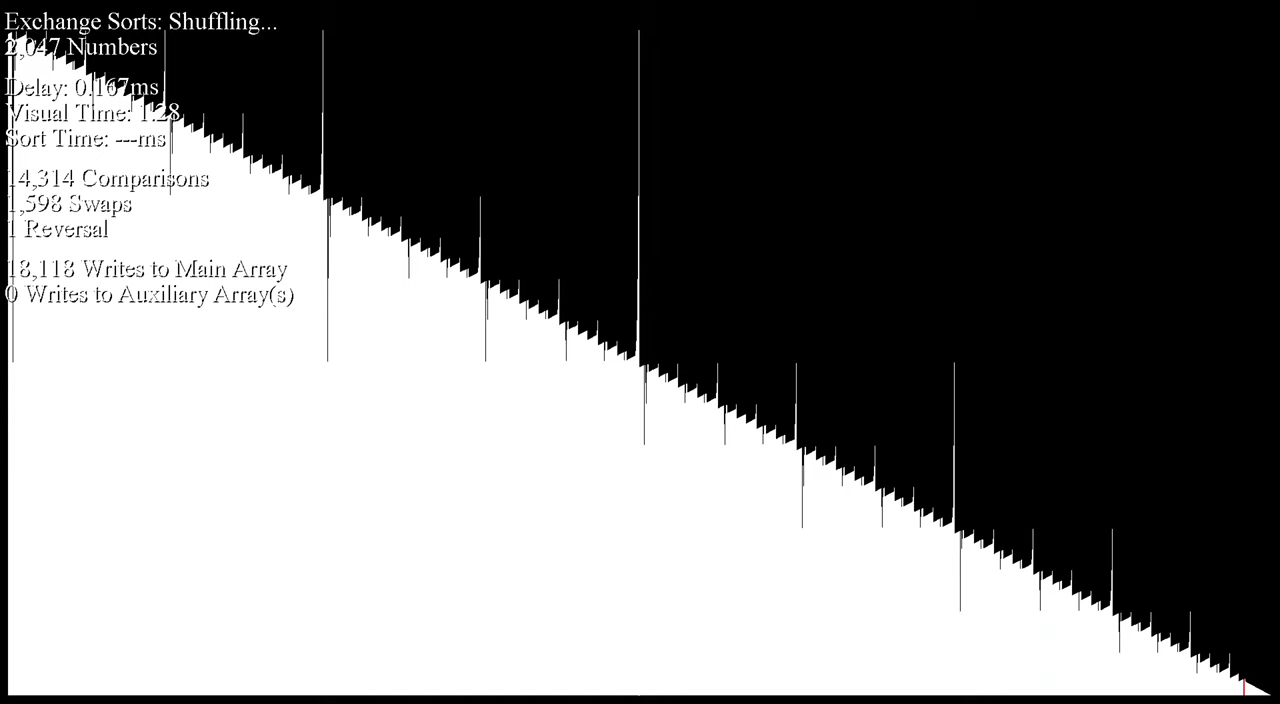 Exchange Sorts: Shuffling...
2,047 Numbers
Delay: 0.167ms
Visual Time: 1:28
Sort Time: ---ms
14,314 Comparisons
1,598 Swaps
1 Reversal
18,118 Writes to Main Array
0 Writes to Auxiliary Array(s)